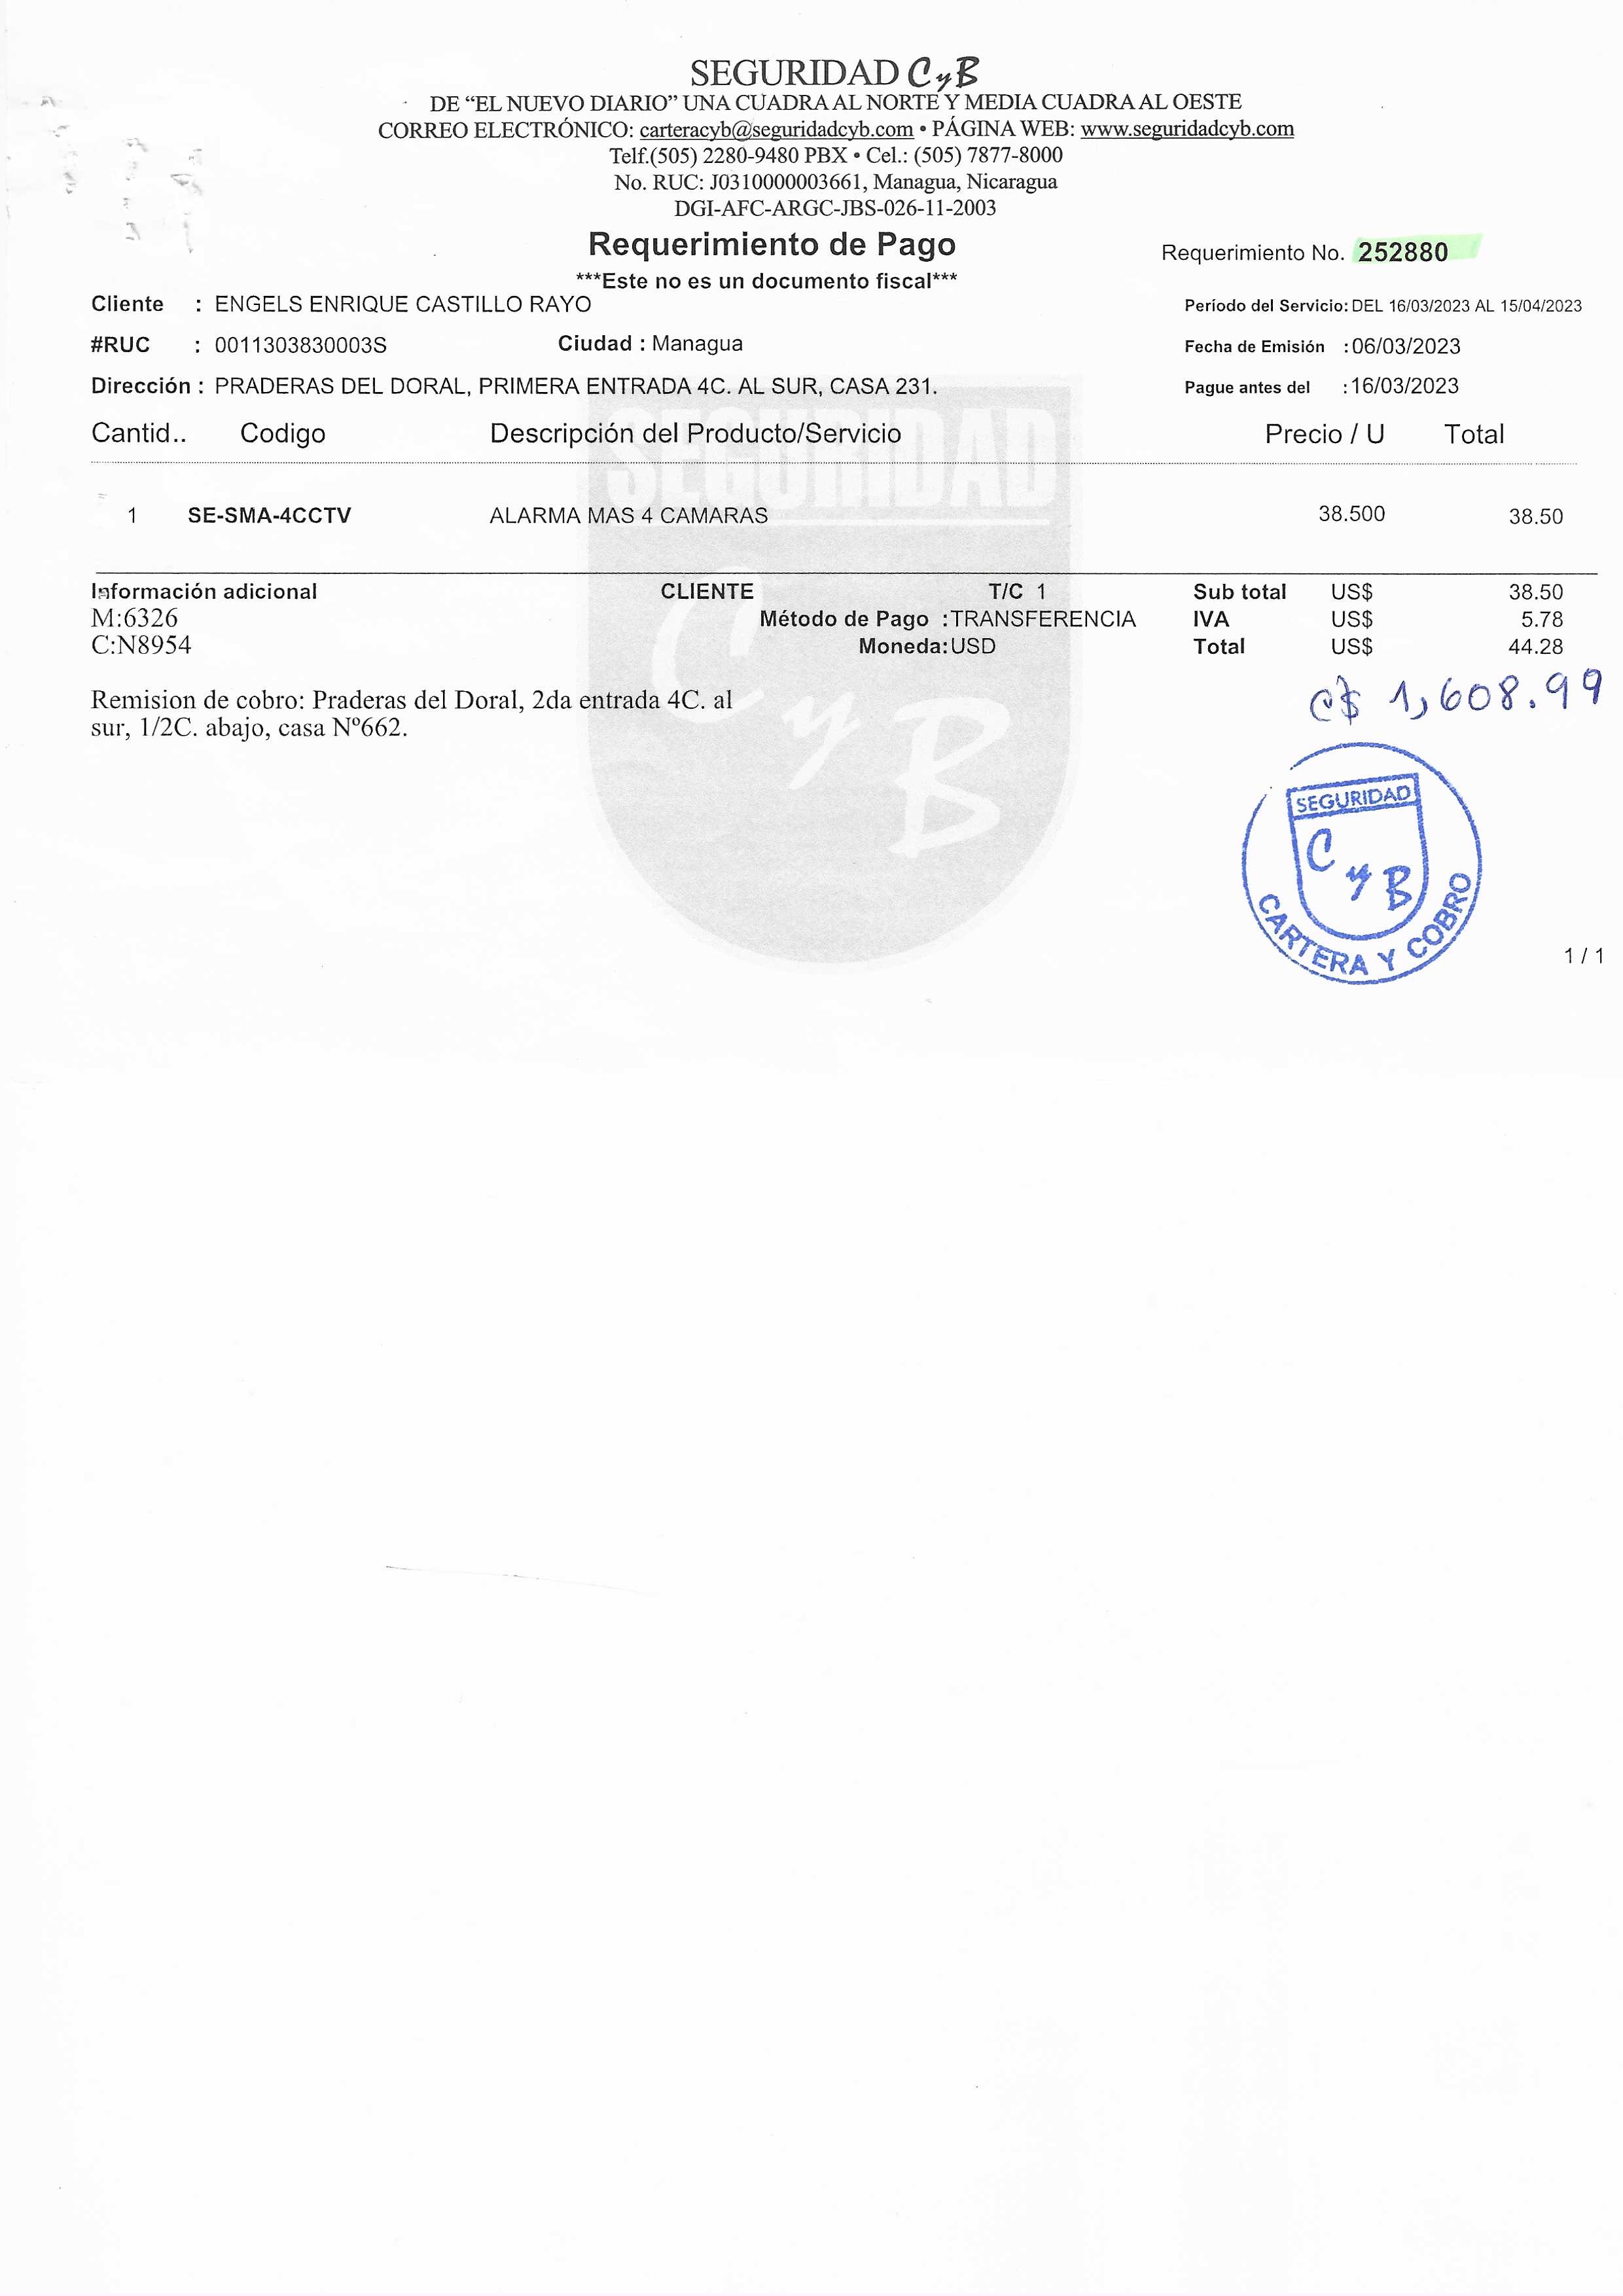 SEGURIDAD CyB
DE “EL NUEVO DIARIO” UNA CUADRA AL NORTE Y MEDIA CUADRA AL OESTE
CORREO ELECTRÓNICO: carteracyb@seguridadcyb.com • PÁGINA WEB: www.seguridadcyb.com
Telf.(505) 2280-9480 PBX • Cel.: (505) 7877-8000
No. RUC: J0310000003661, Managua, Nicaragua
DGI-AFC-ARGC-JBS-026-11-2003
Requerimiento de Pago
Requerimiento No. 252880
***Este no es un documento fiscal***
Cliente : ENGELS ENRIQUE CASTILLO RAYO
Período del Servicio: DEL 16/03/2023 AL 15/04/2023
#RUC : 0011303830003S Ciudad : Managua
Fecha de Emisión :06/03/2023
Dirección : PRADERAS DEL DORAL, PRIMERA ENTRADA 4C. AL SUR, CASA 231.
Pague antes del :16/03/2023
Cantid.. Codigo Descripción del Producto/Servicio Precio / U Total
1 SE-SMA-4CCTV ALARMA MAS 4 CAMARAS 38.500 38.50
Información adicional CLIENTE T/C 1 Sub total US$ 38.50
M:6326 Método de Pago :TRANSFERENCIA IVA US$ 5.78
C:N8954 Moneda:USD Total US$ 44.28
C$ 1,608.99
Remision de cobro: Praderas del Doral, 2da entrada 4C. al
sur, 1/2C. abajo, casa Nº662.
SEGURIDAD
C y B
SEGURIDAD
C y B
CARTERA Y COBRO
1 / 1